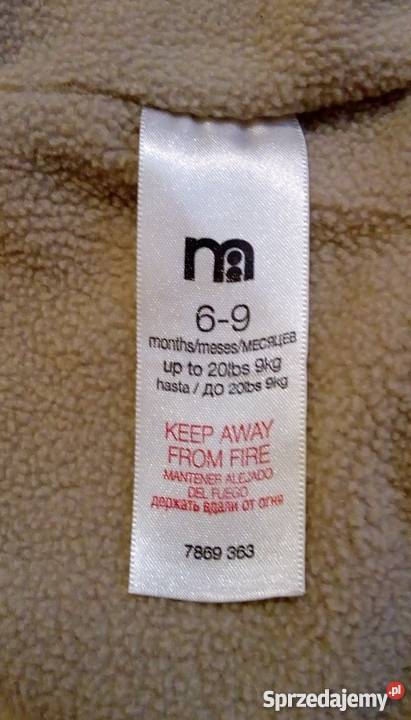 m
6-9
months/meses/МЕСЯЦЕВ
up to 20lbs 9kg
hasta / ДО 20lbs 9kg
KEEP AWAY
FROM FIRE
MANTENER ALEJADO
DEL FUEGO
держать вдали от огня
7869 363
Sprzedajemy.pl